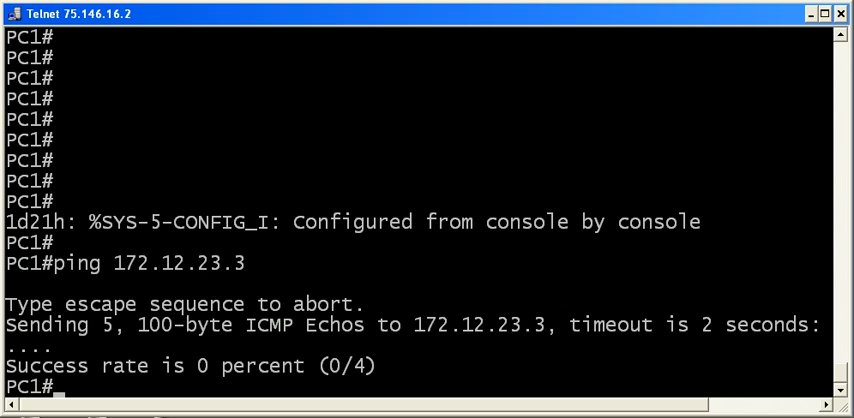 Telnet 75.146.16.2
PC1#
PC1#
PC1#
PC1#
PC1#
PC1#
PC1#
PC1#
PC1#
1d21h: %SYS-5-CONFIG_I: Configured from console by console
PC1#
PC1#ping 172.12.23.3
Type escape sequence to abort.
Sending 5, 100-byte ICMP Echos to 172.12.23.3, timeout is 2 seconds:
....
Success rate is 0 percent (0/4)
PC1#